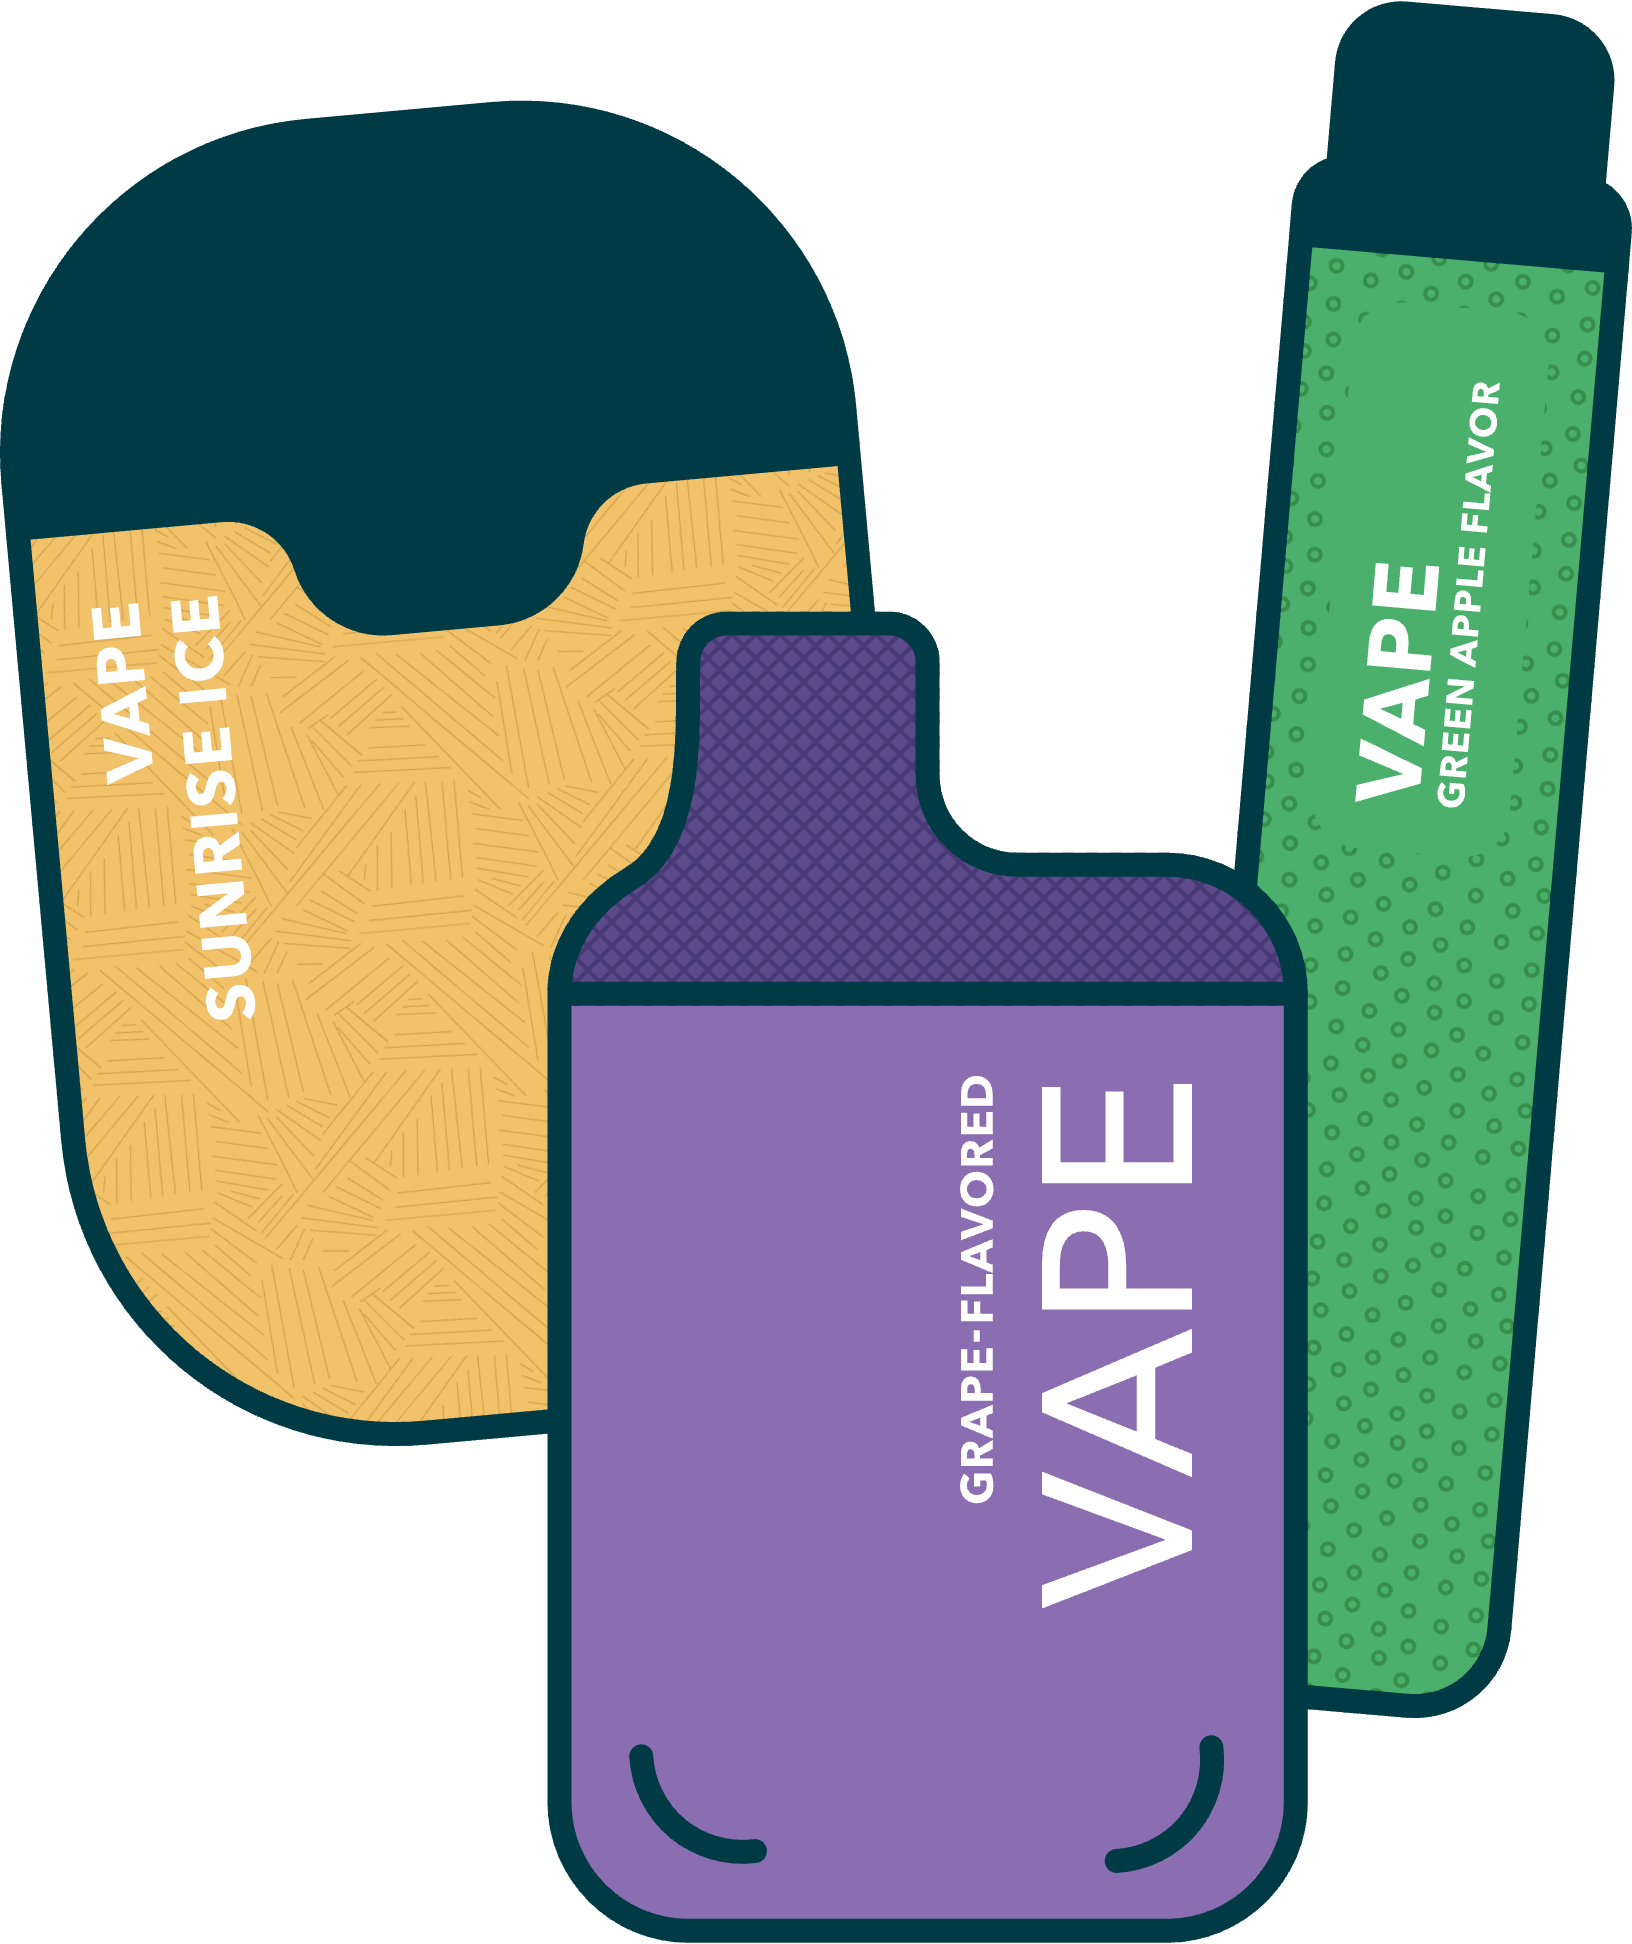 VAPE
SUNRISE ICE
GRAPE-FLAVORED
VAPE
VAPE
GREEN APPLE FLAVOR